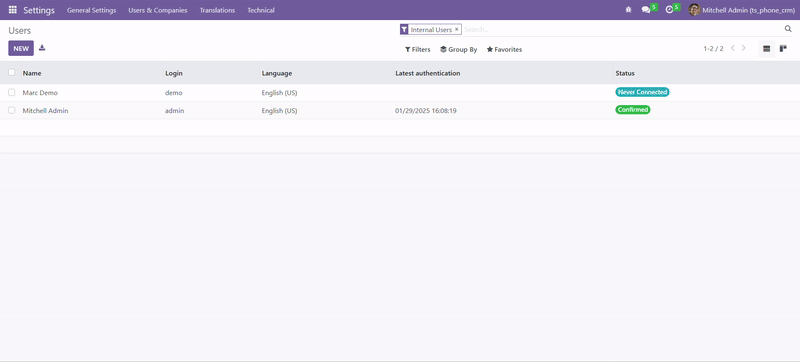 Settings General Settings Users & Companies Translations Technical 5 5 Mitchell Admin (ts_phone_crm)
Users Internal Users × Search...
NEW Filters Group By Favorites 1-2 / 2
Name Login Language Latest authentication Status
Marc Demo demo English (US) Never Connected
Mitchell Admin admin English (US) 01/29/2025 16:08:19 Confirmed